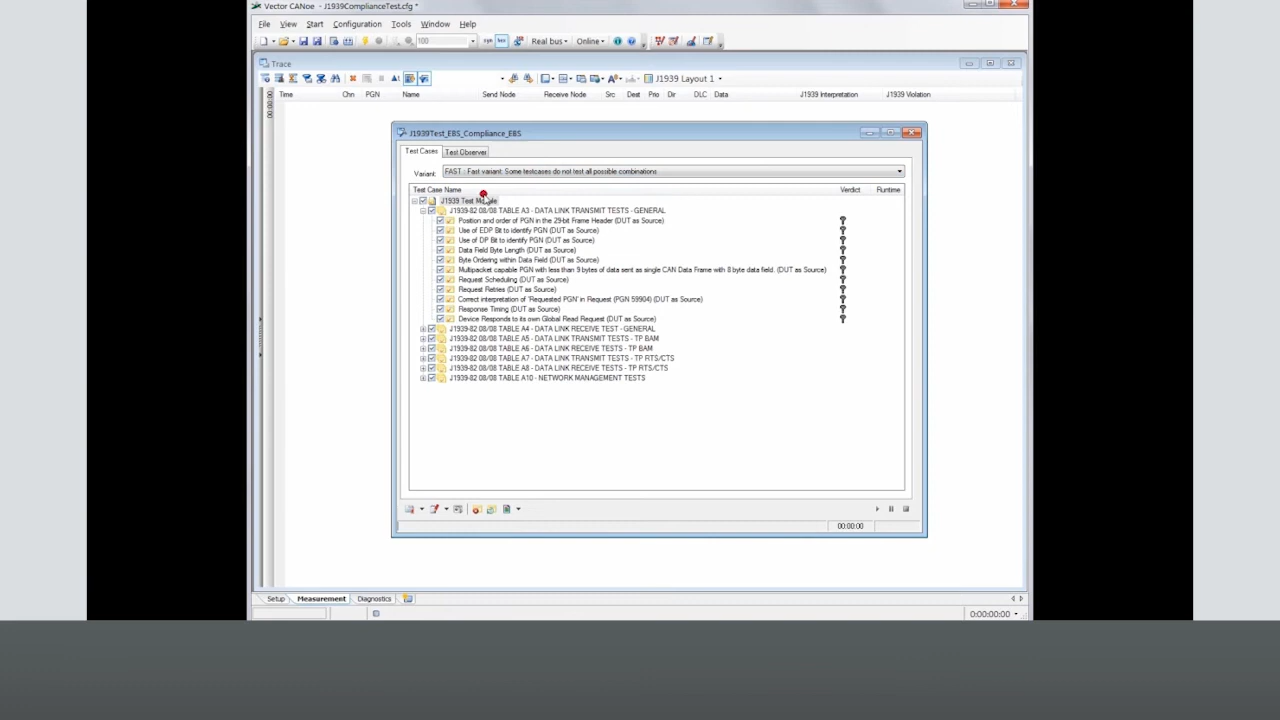 Vector CANoe - J1939ComplianceTest.cfg *
File View Start Configuration Tools Window Help
100 sym hex Real bus Online
Trace
J1939 Layout 1
Time Chn PGN Name Send Node Receive Node Src Dest Prio Dir DLC Data J1939 Interpretation J1939 Violation
00:00:00
J1939Test_EBS_Compliance_EBS
Test Cases Test Observer
Variant: FAST : Fast variant: Some testcases do not test all possible combinations
Test Case Name Verdict Runtime
J1939 Test Module
J1939-82 08/08 TABLE A3 - DATA LINK TRANSMIT TESTS - GENERAL
Position and order of PGN in the 29-bit Frame Header (DUT as Source)
Use of EDP Bit to identify PGN (DUT as Source)
Use of DP Bit to identify PGN (DUT as Source)
Data Field Byte Length (DUT as Source)
Byte Ordering within Data Field (DUT as Source)
Multipacket capable PGN with less than 9 bytes of data sent as single CAN Data Frame with 8 byte data field. (DUT as Source)
Request Scheduling (DUT as Source)
Request Retries (DUT as Source)
Correct interpretation of 'Requested PGN' in Request (PGN 59904) (DUT as Source)
Response Timing (DUT as Source)
Device Responds to its own Global Read Request (DUT as Source)
J1939-82 08/08 TABLE A4 - DATA LINK RECEIVE TEST - GENERAL
J1939-82 08/08 TABLE A5 - DATA LINK TRANSMIT TESTS - TP BAM
J1939-82 08/08 TABLE A6 - DATA LINK RECEIVE TESTS - TP BAM
J1939-82 08/08 TABLE A7 - DATA LINK TRANSMIT TESTS - TP RTS/CTS
J1939-82 08/08 TABLE A8 - DATA LINK RECEIVE TESTS - TP RTS/CTS
J1939-82 08/08 TABLE A10 - NETWORK MANAGEMENT TESTS
00:00:00
Setup Measurement Diagnostics
0:00:00:00